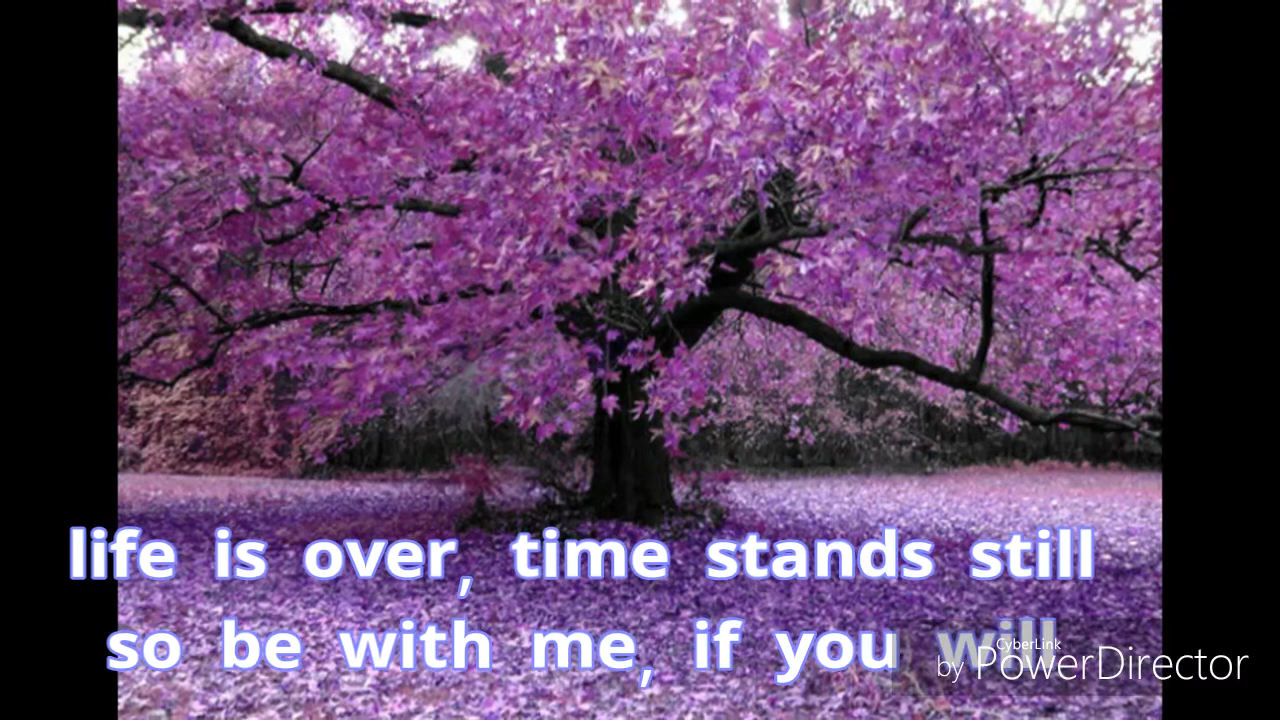 life is over, time stands still
so be with me, if you will
CyberLink
by PowerDirector